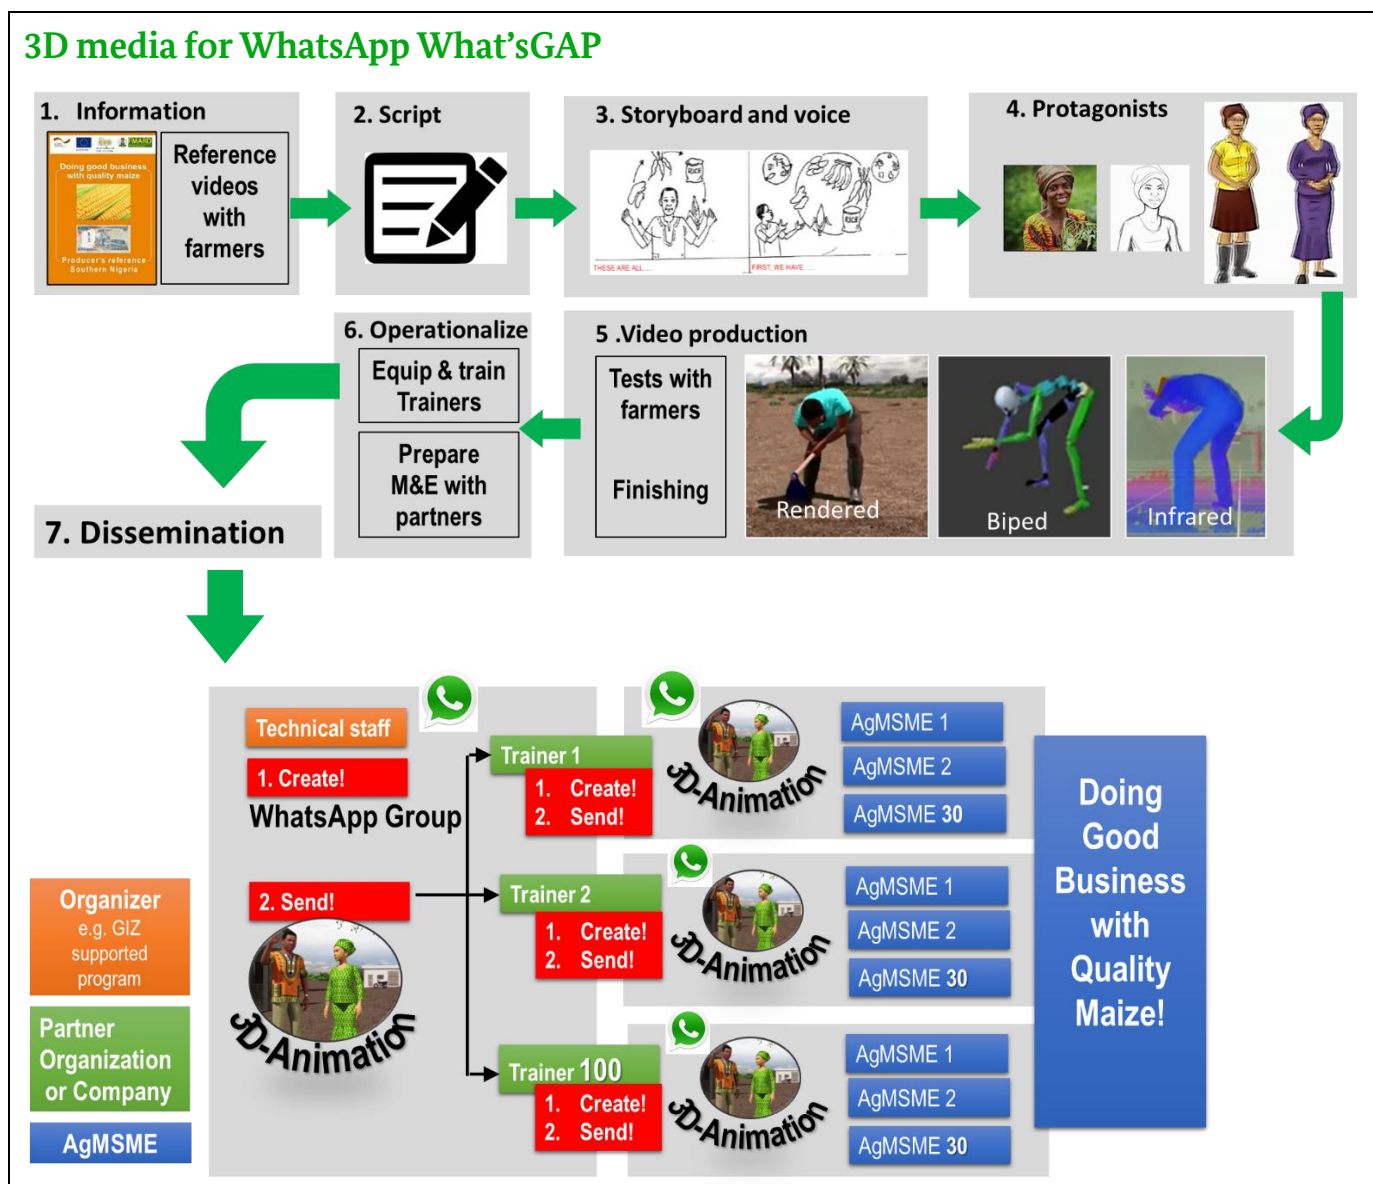 3D media for WhatsApp What'sGAP
1. Information
FMARD
Doing good business
with quality maize
Producer's reference
Southern Nigeria
Reference
videos
with
farmers
2. Script
3. Storyboard and voice
RICE
RICE
THESE ARE ALL ....
FIRST, WE HAVE .....
4. Protagonists
5 .Video production
Tests with
farmers
Finishing
Rendered
Biped
Infrared
6. Operationalize
Equip & train
Trainers
Prepare
M&E with
partners
7. Dissemination
Technical staff
1. Create!
WhatsApp Group
2. Send!
3D-Animation
Trainer 1
1. Create!
2. Send!
3D-Animation
AgMSME 1
AgMSME 2
AgMSME 30
Trainer 2
1. Create!
2. Send!
3D-Animation
AgMSME 1
AgMSME 2
AgMSME 30
Trainer 100
1. Create!
2. Send!
3D-Animation
AgMSME 1
AgMSME 2
AgMSME 30
Doing
Good
Business
with
Quality
Maize!
Organizer
e.g. GIZ
supported
program
Partner
Organization
or Company
AgMSME